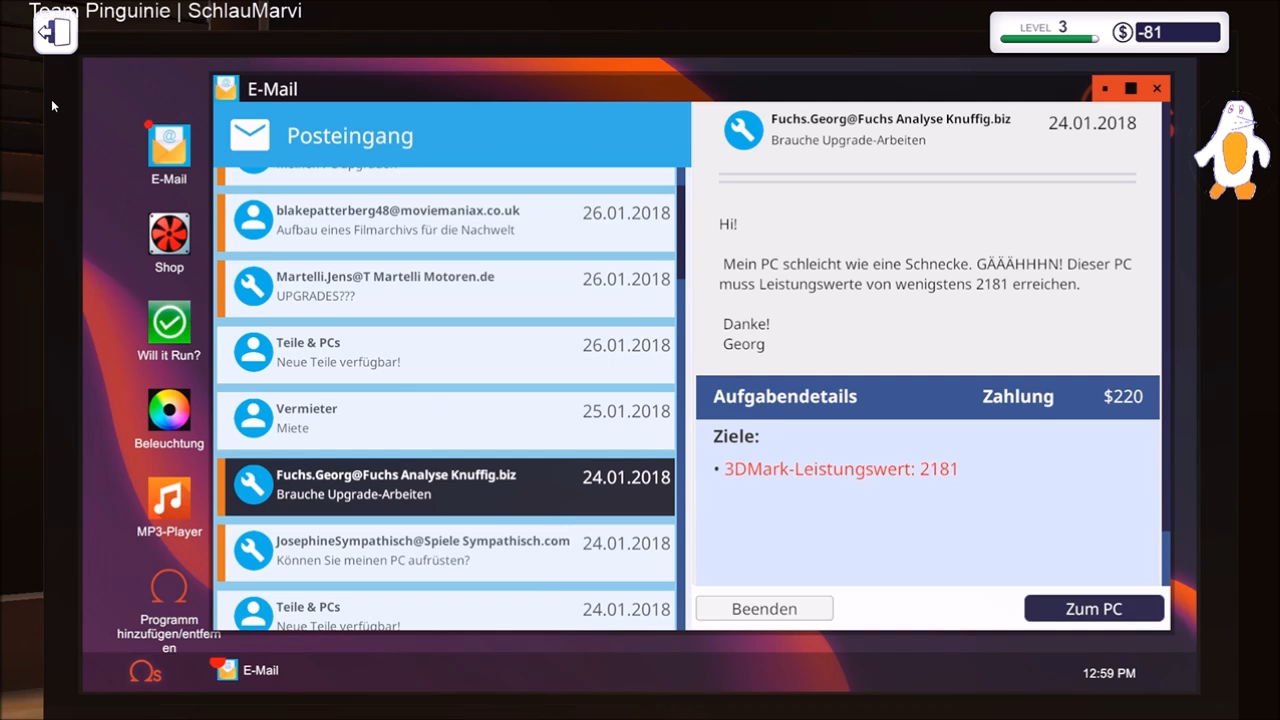 Team Pinguinie | SchlauMarvi
LEVEL 3
$ -81
E-Mail
Posteingang
blakepatterberg48@moviemaniax.co.uk
26.01.2018
Aufbau eines Filmarchivs für die Nachwelt
Martelli.Jens@T Martelli Motoren.de
26.01.2018
UPGRADES???
Teile & PCs
26.01.2018
Neue Teile verfügbar!
Vermieter
25.01.2018
Miete
Fuchs.Georg@Fuchs Analyse Knuffig.biz
24.01.2018
Brauche Upgrade-Arbeiten
JosephineSympathisch@Spiele Sympathisch.com
24.01.2018
Können Sie meinen PC aufrüsten?
Teile & PCs
24.01.2018
Neue Teile verfügbar!
Fuchs.Georg@Fuchs Analyse Knuffig.biz
24.01.2018
Brauche Upgrade-Arbeiten
Hi!
Mein PC schleicht wie eine Schnecke. GÄÄÄHHHN! Dieser PC
muss Leistungswerte von wenigstens 2181 erreichen.
Danke!
Georg
Aufgabendetails
Zahlung
$220
Ziele:
• 3DMark-Leistungswert: 2181
Beenden
Zum PC
E-Mail
Shop
Will it Run?
Beleuchtung
MP3-Player
Programm
hinzufügen/entfern
en
Ωs
E-Mail
12:59 PM